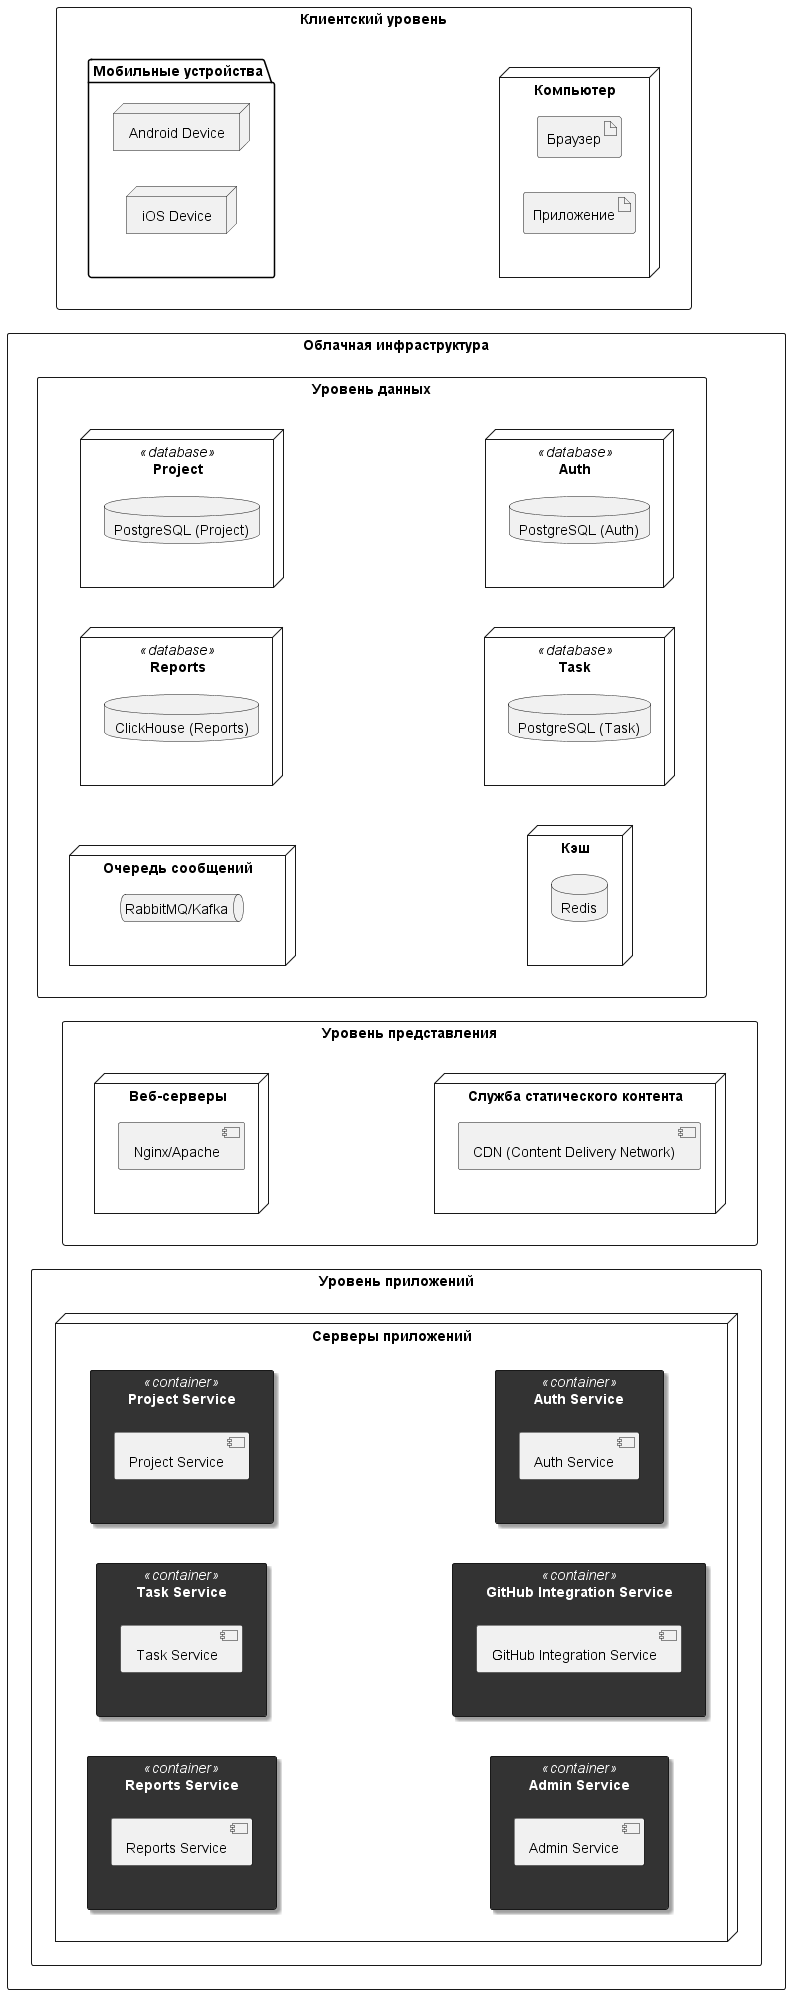 Клиентский уровень
Мобильные устройства
Android Device
iOS Device
Компьютер
Браузер
Приложение
Облачная инфраструктура
Уровень данных
«database»
Project
PostgreSQL (Project)
«database»
Auth
PostgreSQL (Auth)
«database»
Reports
ClickHouse (Reports)
«database»
Task
PostgreSQL (Task)
Очередь сообщений
RabbitMQ/Kafka
Кэш
Redis
Уровень представления
Веб-серверы
Nginx/Apache
Служба статического контента
CDN (Content Delivery Network)
Уровень приложений
Серверы приложений
«container»
Project Service
Project Service
«container»
Auth Service
Auth Service
«container»
Task Service
Task Service
«container»
GitHub Integration Service
GitHub Integration Service
«container»
Reports Service
Reports Service
«container»
Admin Service
Admin Service